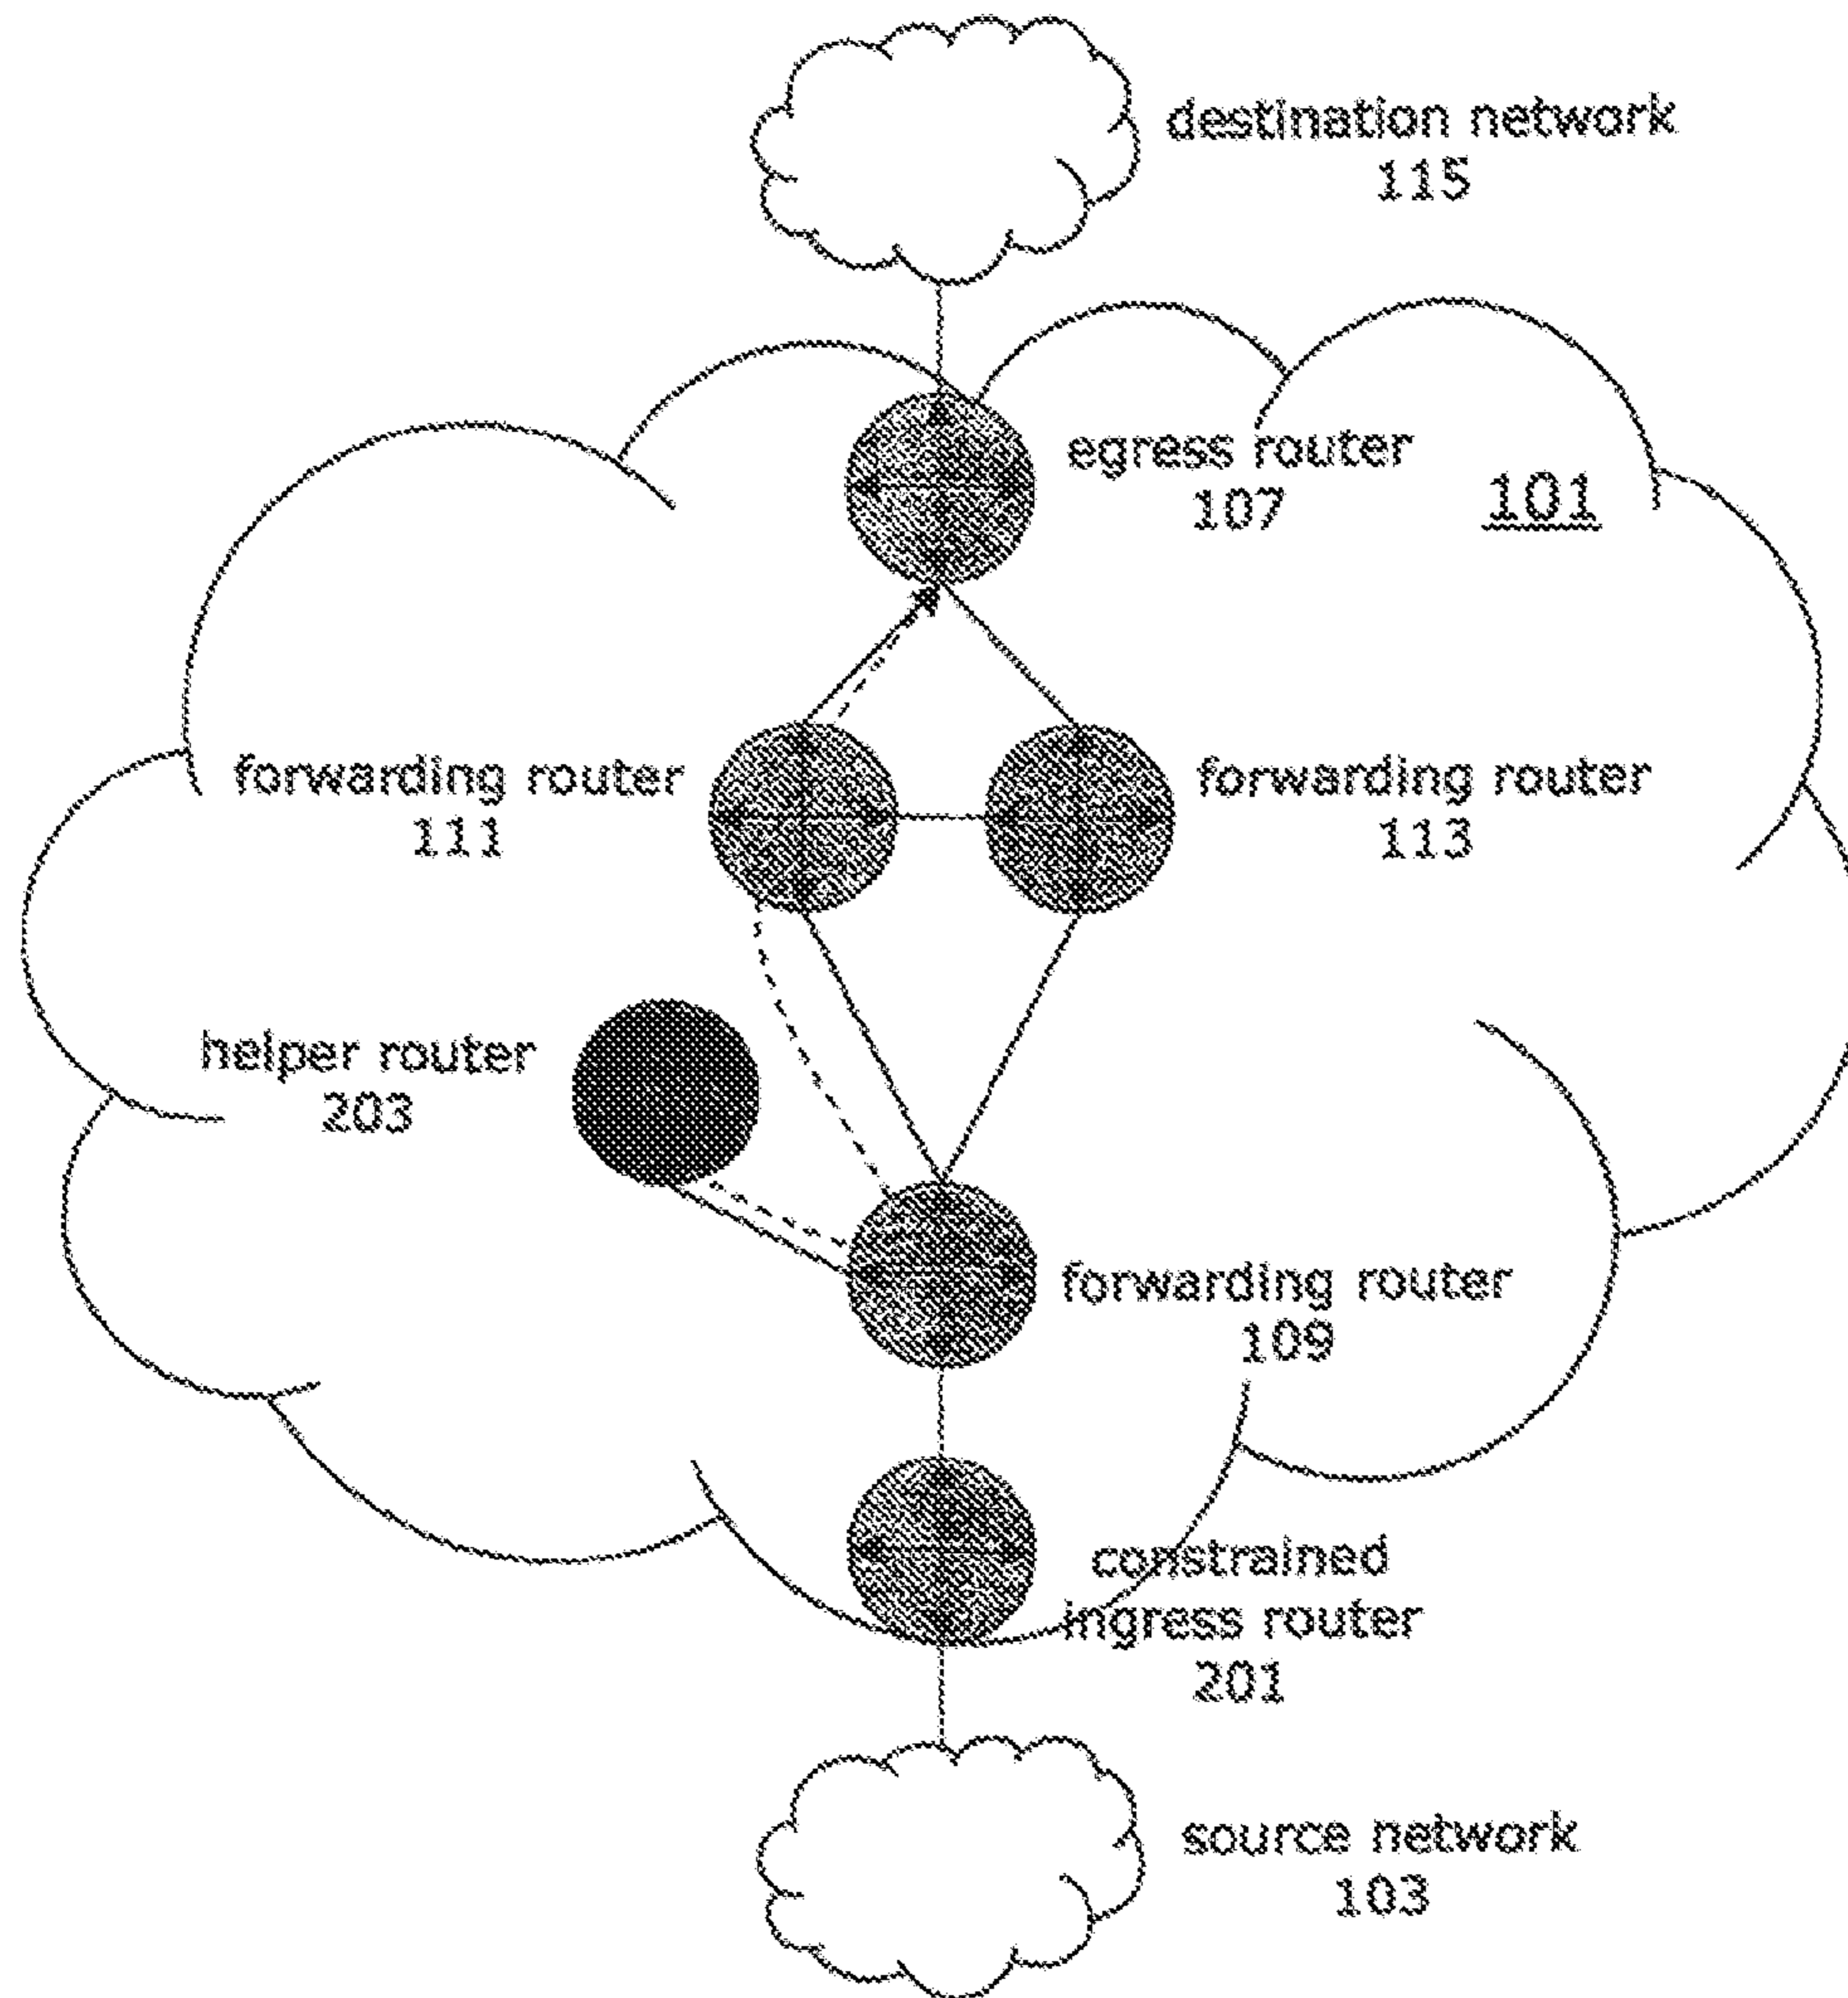 destination network
115
egress router
107
101
forwarding router
111
forwarding router
113
helper router
203
forwarding router
109
constrained
ingress router
201
source network
103